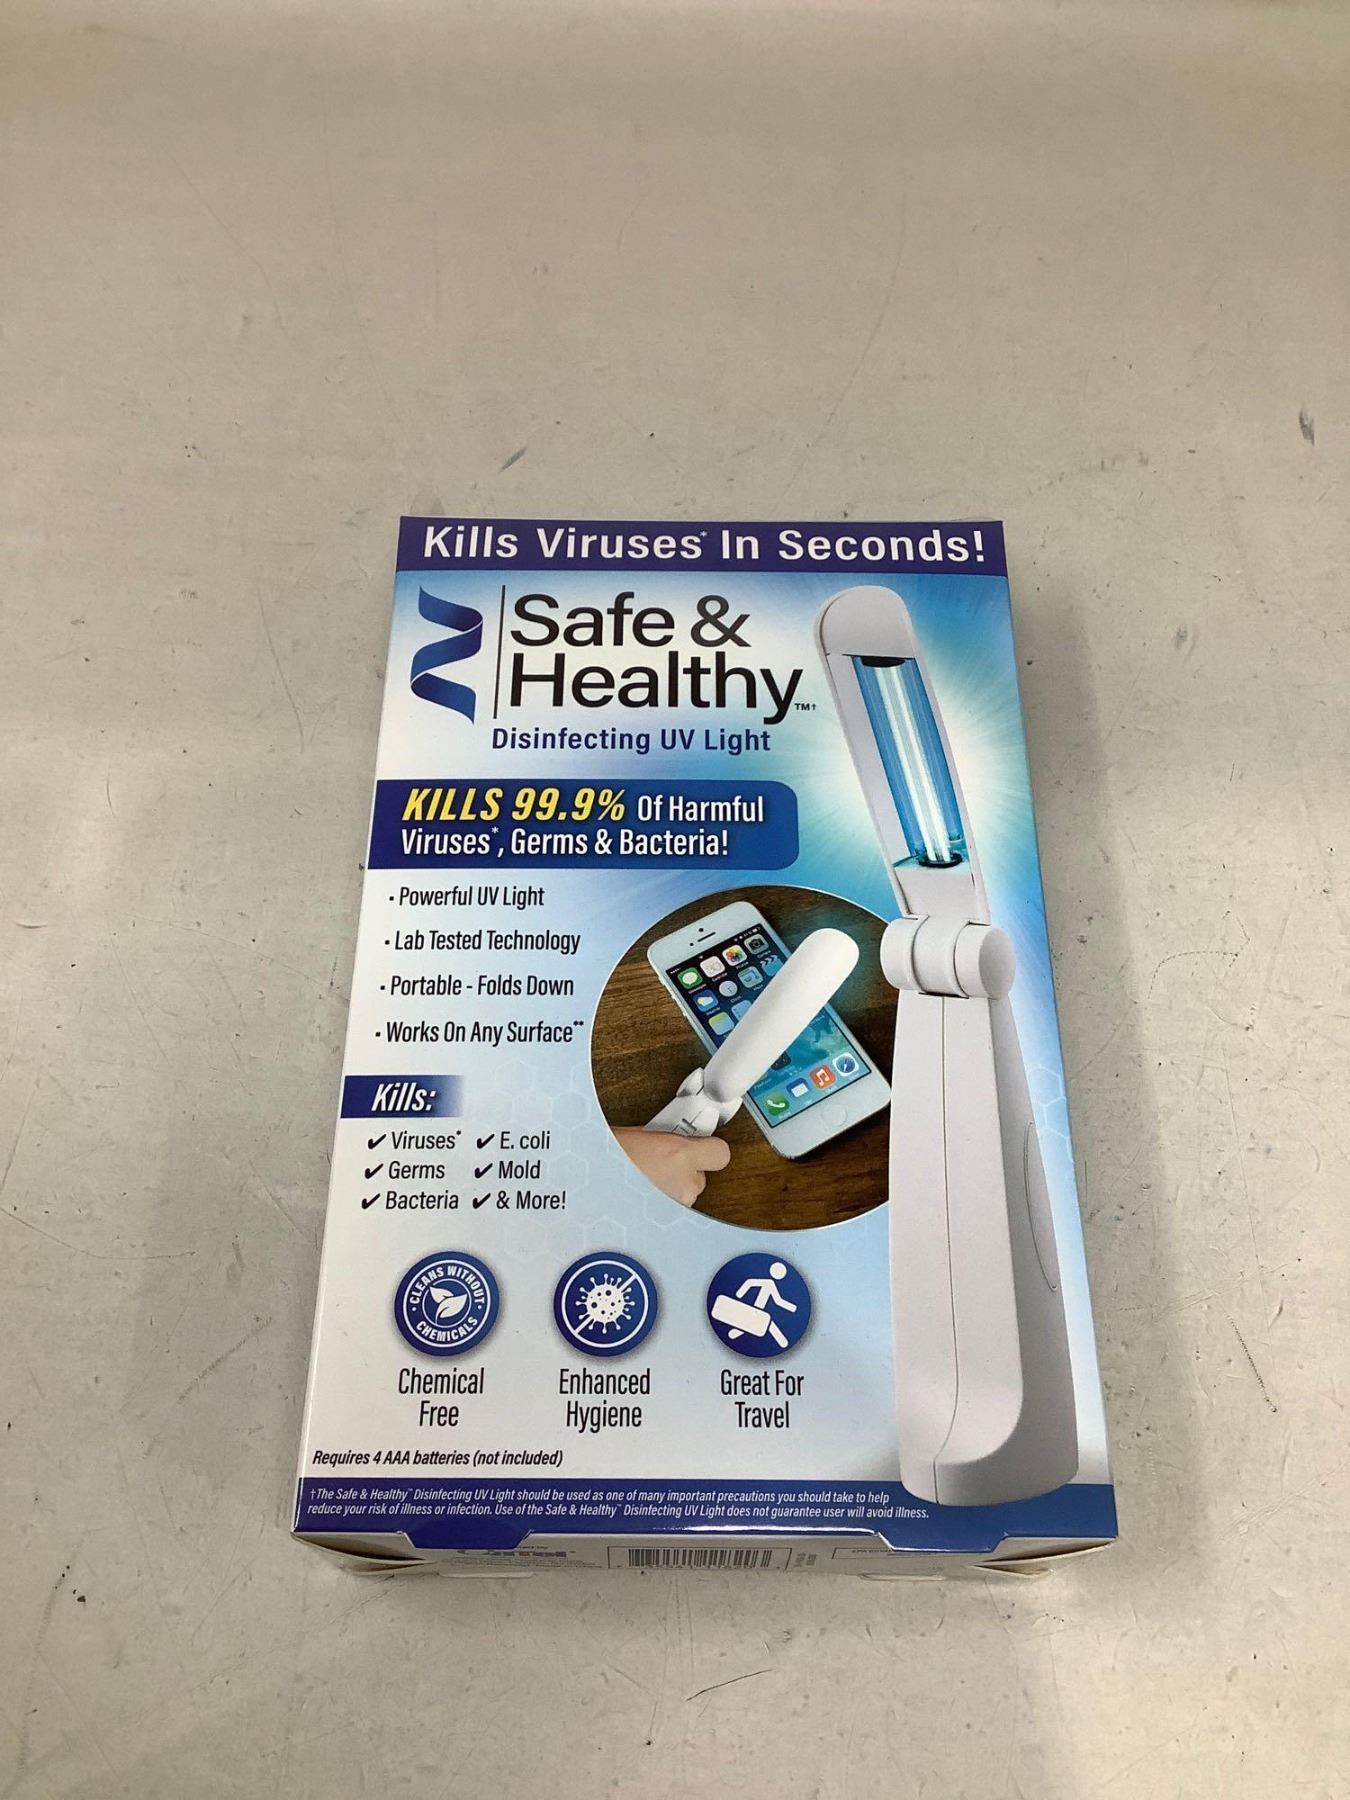 Kills Viruses* In Seconds!
Safe &
Healthy™†
Disinfecting UV Light
KILLS 99.9% Of Harmful
Viruses*, Germs & Bacteria!
• Powerful UV Light
• Lab Tested Technology
• Portable - Folds Down
• Works On Any Surface**
Kills:
✔ Viruses* ✔ E. coli
✔ Germs ✔ Mold
✔ Bacteria ✔ & More!
CLEANS WITHOUT
CHEMICALS
Chemical
Free
Enhanced
Hygiene
Great For
Travel
Requires 4 AAA batteries (not included)
†The Safe & Healthy™ Disinfecting UV Light should be used as one of many important precautions you should take to help
reduce your risk of illness or infection. Use of the Safe & Healthy™ Disinfecting UV Light does not guarantee user will avoid illness.